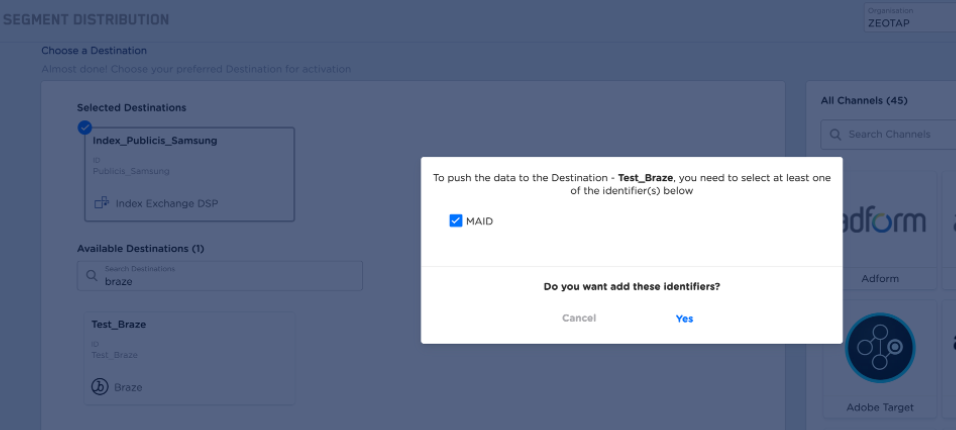 SEGMENT DISTRIBUTION
Organisation
ZEOTAP
Choose a Destination
Almost done! Choose your preferred Destination for activation
Selected Destinations
Index_Publicis_Samsung
ID
Publicis_Samsung
Index Exchange DSP
Available Destinations (1)
Search Destinations
braze
Test_Braze
ID
Test_Braze
Braze
To push the data to the Destination - Test_Braze, you need to select at least one
of the identifier(s) below
MAID
Do you want add these identifiers?
Cancel
Yes
All Channels (45)
Search Channels
adform
Adform
Adobe Target